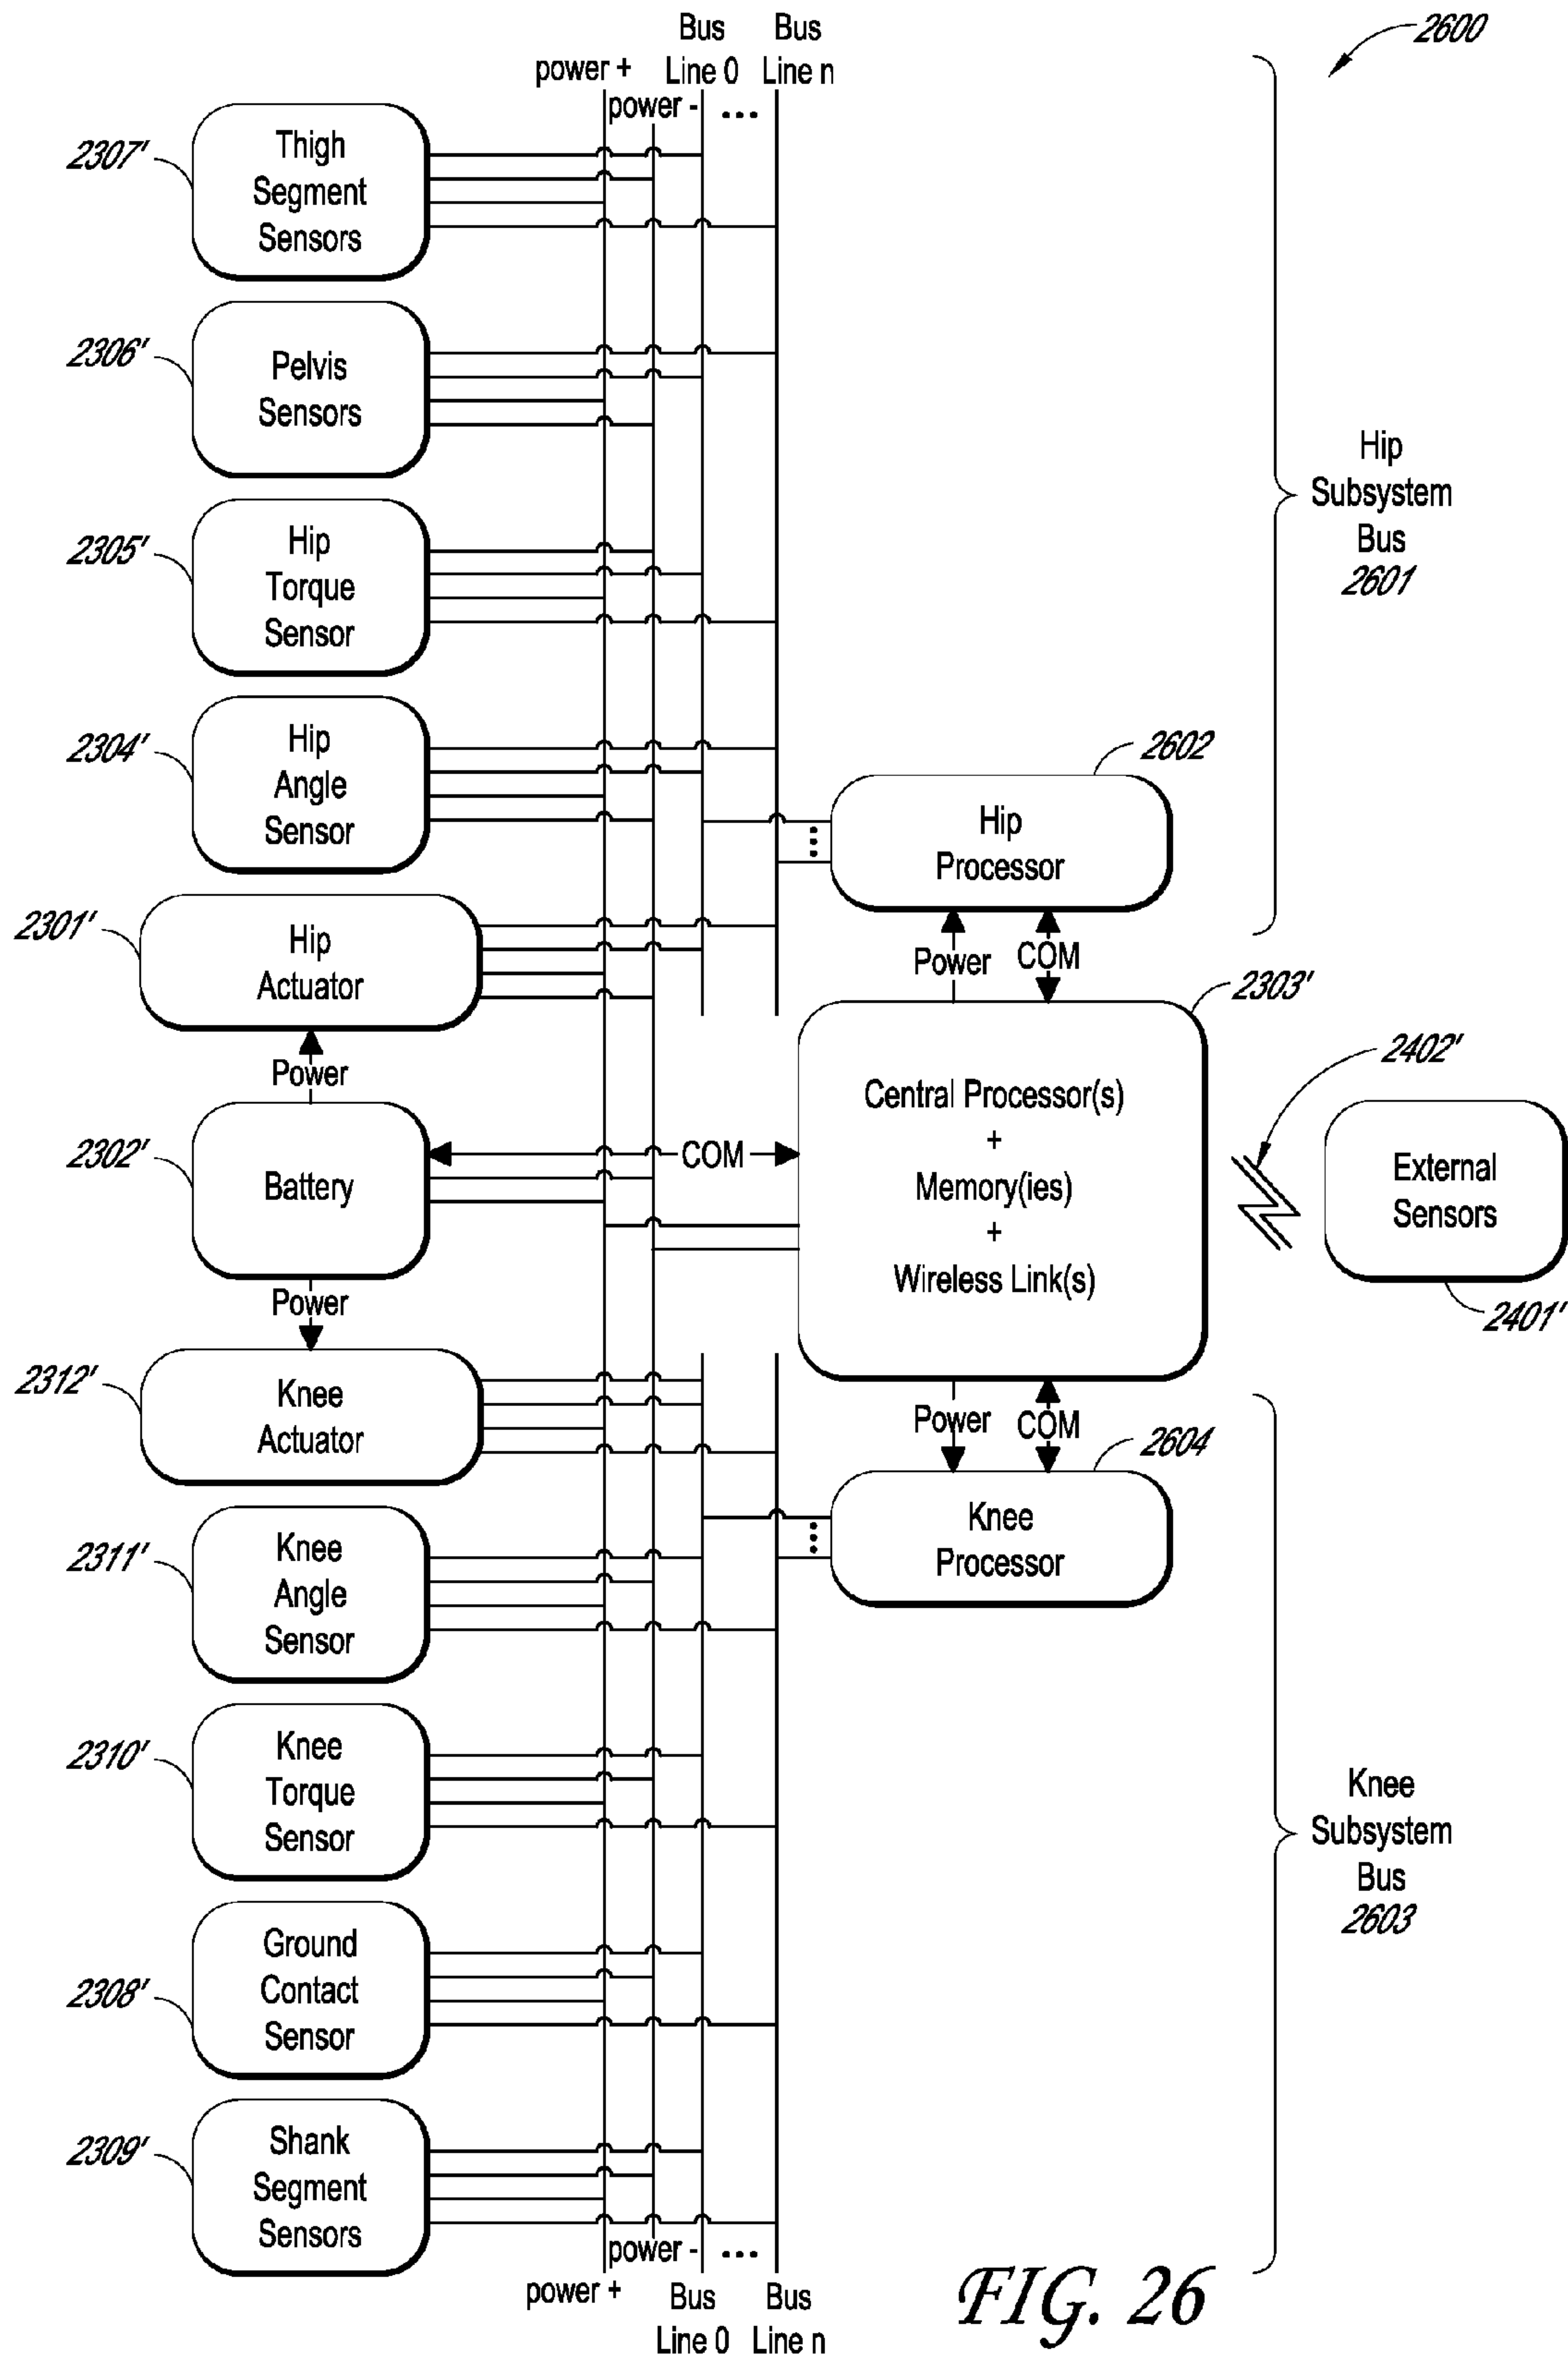 2600
Bus
Line 0
Bus
Line n
power +
power -
...
2307'
Thigh
Segment
Sensors
2306'
Pelvis
Sensors
2305'
Hip
Torque
Sensor
Hip
Subsystem
Bus
2601
2304'
Hip
Angle
Sensor
2602
Hip
Processor
2301'
Hip
Actuator
Power
COM
2303'
Power
2402'
2302'
Battery
COM
Central Processor(s)
+
Memory(ies)
+
Wireless Link(s)
External
Sensors
2401'
Power
2312'
Knee
Actuator
Power
COM
2604
Knee
Processor
2311'
Knee
Angle
Sensor
2310'
Knee
Torque
Sensor
Knee
Subsystem
Bus
2603
2308'
Ground
Contact
Sensor
2309'
Shank
Segment
Sensors
power -
...
power +
Bus
Line 0
Bus
Line n
FIG. 26